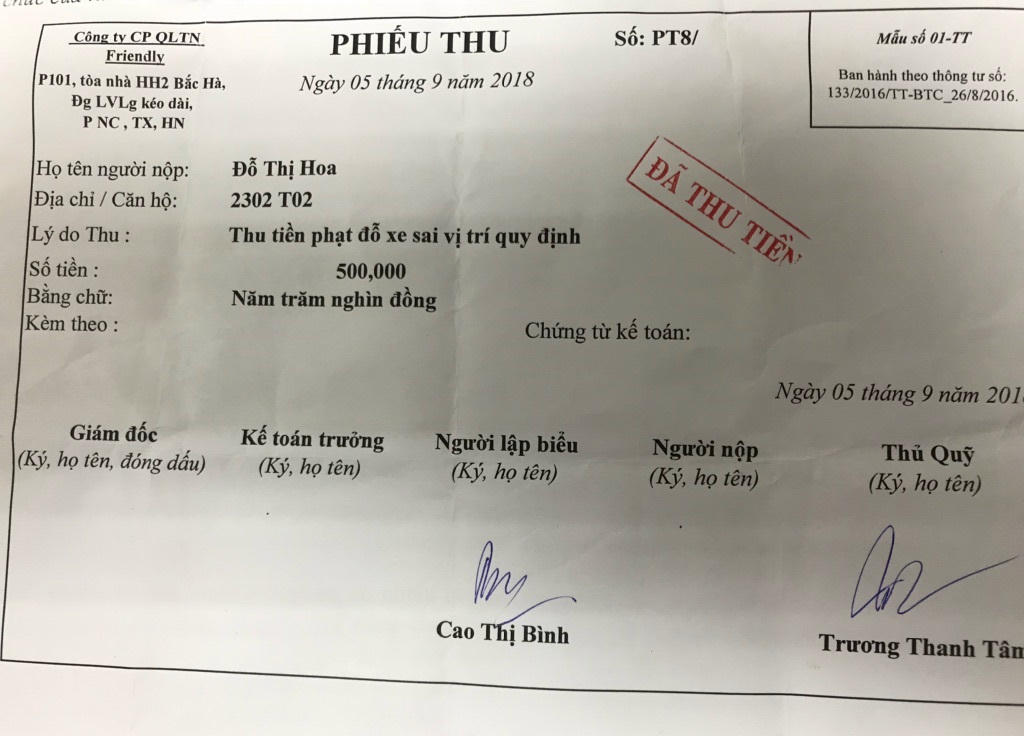 Công ty CP QLTN
Friendly
P101, tòa nhà HH2 Bắc Hà,
Đg LVLg kéo dài,
P NC , TX, HN
PHIẾU THU
Ngày 05 tháng 9 năm 2018
Số: PT8/
Mẫu số 01-TT
Ban hành theo thông tư số:
133/2016/TT-BTC_26/8/2016.
Họ tên người nộp: Đỗ Thị Hoa
Địa chỉ / Căn hộ: 2302 T02
ĐÃ THU TIỀN
Lý do Thu : Thu tiền phạt đỗ xe sai vị trí quy định
Số tiền : 500,000
Bằng chữ: Năm trăm nghìn đồng
Kèm theo : Chứng từ kế toán:
Ngày 05 tháng 9 năm 201
Giám đốc Kế toán trưởng Người lập biểu Người nộp Thủ Quỹ
(Ký, họ tên, đóng dấu) (Ký, họ tên) (Ký, họ tên) (Ký, họ tên) (Ký, họ tên)
Cao Thị Bình Trương Thanh Tân